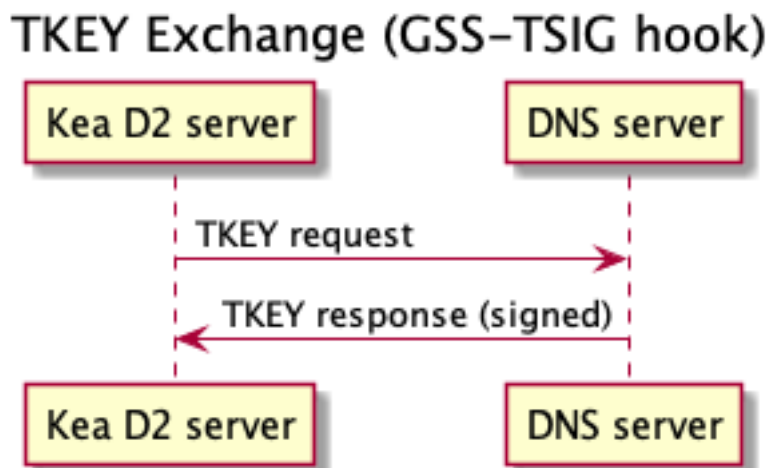 TKEY Exchange (GSS-TSIG hook)
Kea D2 server
DNS server
TKEY request
TKEY response (signed)
Kea D2 server
DNS server